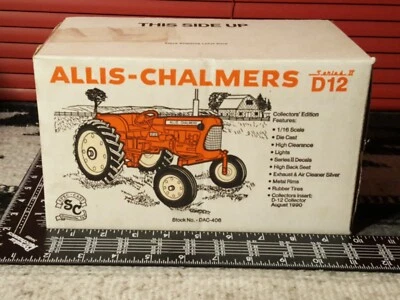 THIS SIDE UP
ALLIS-CHALMERS
Series II
D12
Collectors' Edition
Features:
• 1/16 Scale
• Die Cast
• High Clearance
• Lights
• Series II Decals
• High Back Seat
• Exhaust & Air Cleaner Silver
• Metal Rims
• Rubber Tires
• Collectors Insert:
D-12 Collector
August 1990
SC
Stock No. - DAC-408